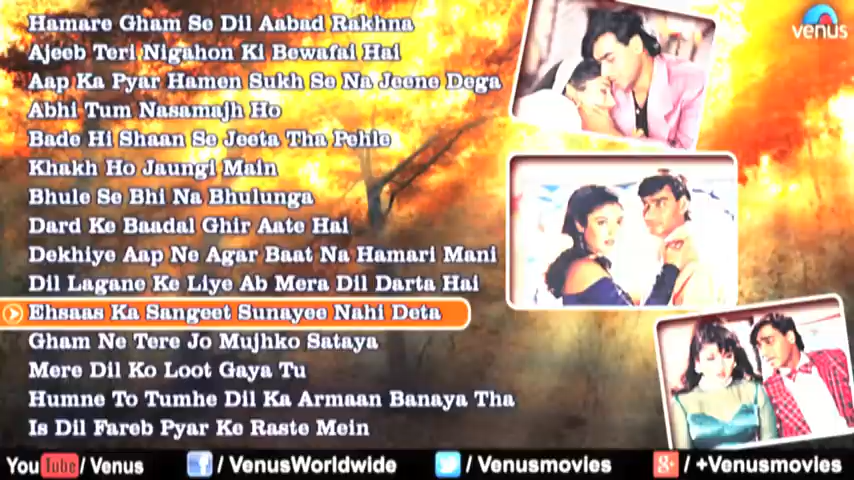 Hamare Gham Se Dil Aabad Rakhna
venus
Ajeeb Teri Nigahon Ki Bewafai Hai
Aap Ka Pyar Hamen Sukh Se Na Jeene Dega
Abhi Tum Nasamajh Ho
Bade Hi Shaan Se Jeeta Tha Pehle
Khakh Ho Jaungi Main
Bhule Se Bhi Na Bhulunga
Dard Ke Baadal Ghir Aate Hai
Dekhiye Aap Ne Agar Baat Na Hamari Mani
Dil Lagane Ke Liye Ab Mera Dil Darta Hai
Ehsaas Ka Sangeet Sunayee Nahi Deta
Gham Ne Tere Jo Mujhko Sataya
Mere Dil Ko Loot Gaya Tu
Humne To Tumhe Dil Ka Armaan Banaya Tha
Is Dil Fareb Pyar Ke Raste Mein
You Tube / Venus f / VenusWorldwide / Venusmovies g+ / +Venusmovies